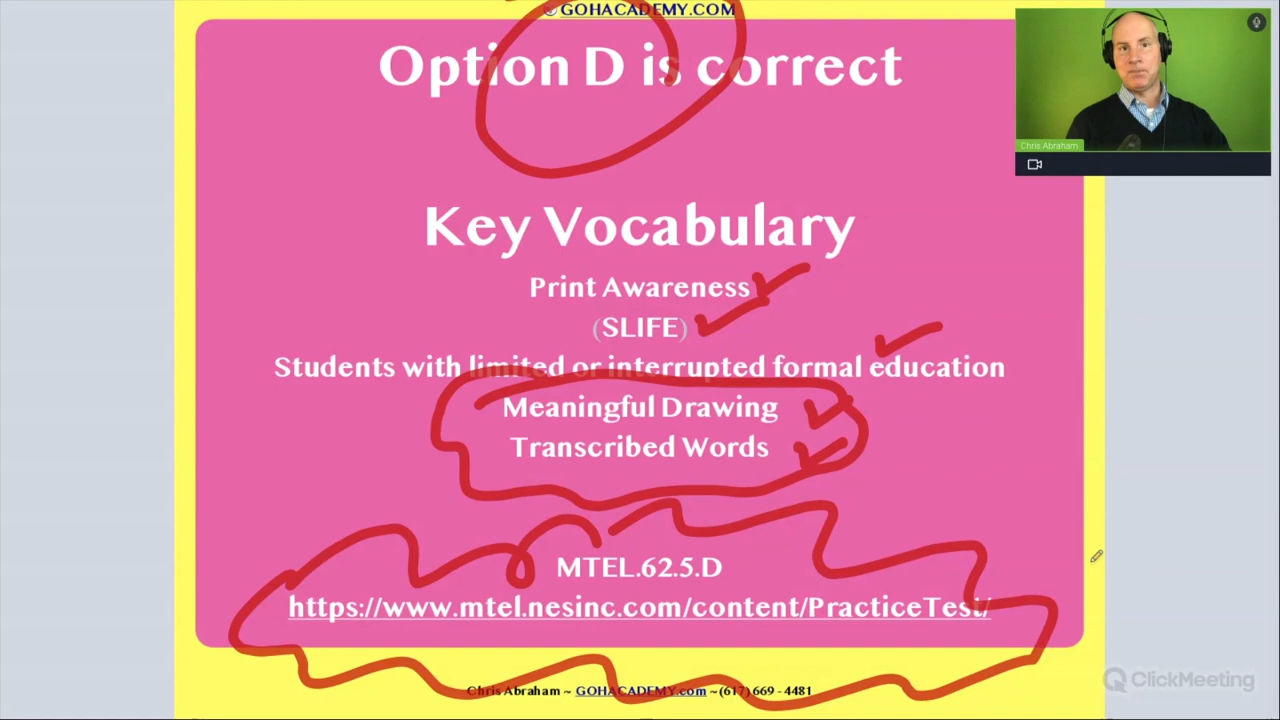 © GOHACADEMY.COM
Option D is correct
Chris Abraham
Key Vocabulary
Print Awareness
(SLIFE)
Students with limited or interrupted formal education
Meaningful Drawing
Transcribed Words
MTEL.62.5.D
https://www.mtel.nesinc.com/content/PracticeTest/
ClickMeeting
Chris Abraham ~ GOHACADEMY.com ~(617) 669 - 4481